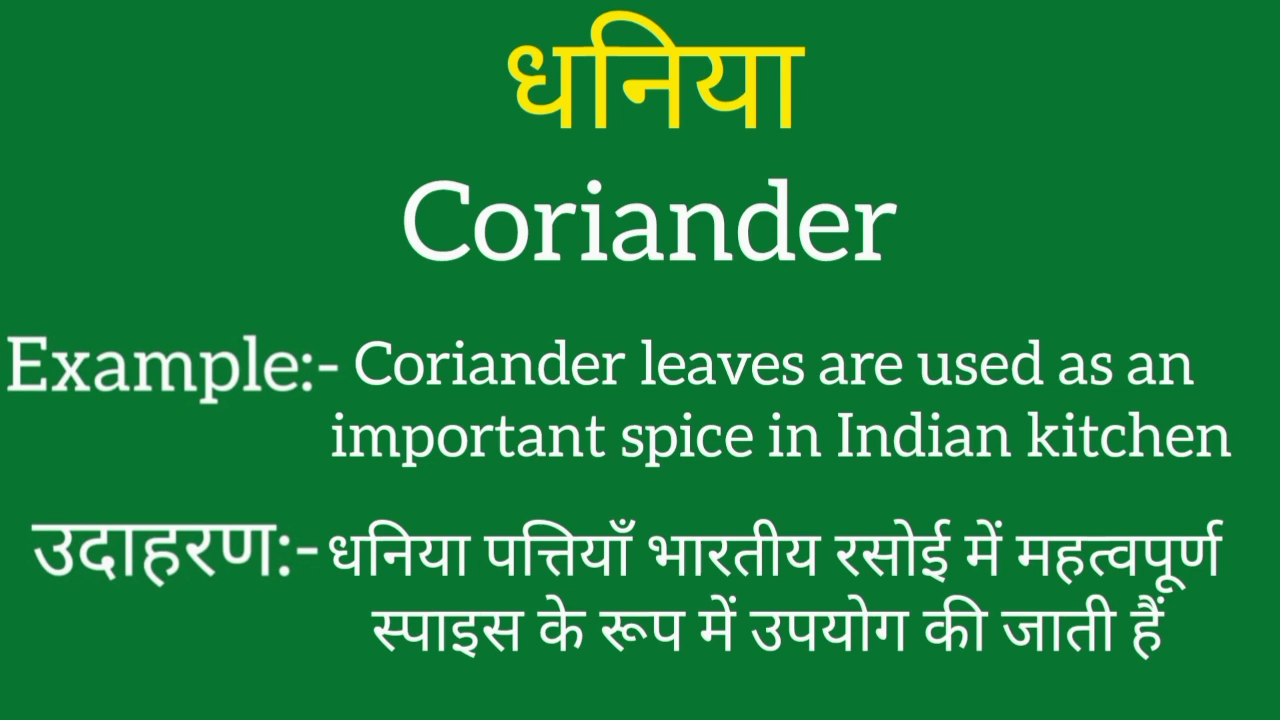 धनिया
Coriander
Example:- Coriander leaves are used as an
important spice in Indian kitchen
उदाहरण:- धनिया पत्तियाँ भारतीय रसोई में महत्वपूर्ण
स्पाइस के रूप में उपयोग की जाती हैं